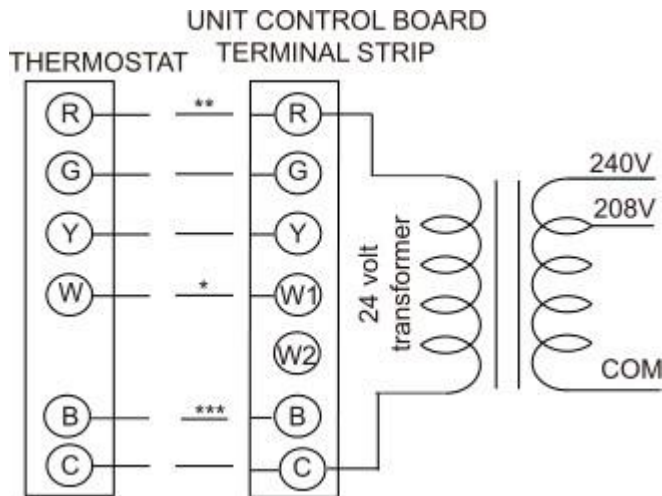 UNIT CONTROL BOARD
TERMINAL STRIP
THERMOSTAT
R ** R
G G
Y Y
W * W1
W2
B *** B
C C
24 volt
transformer
240V
208V
COM